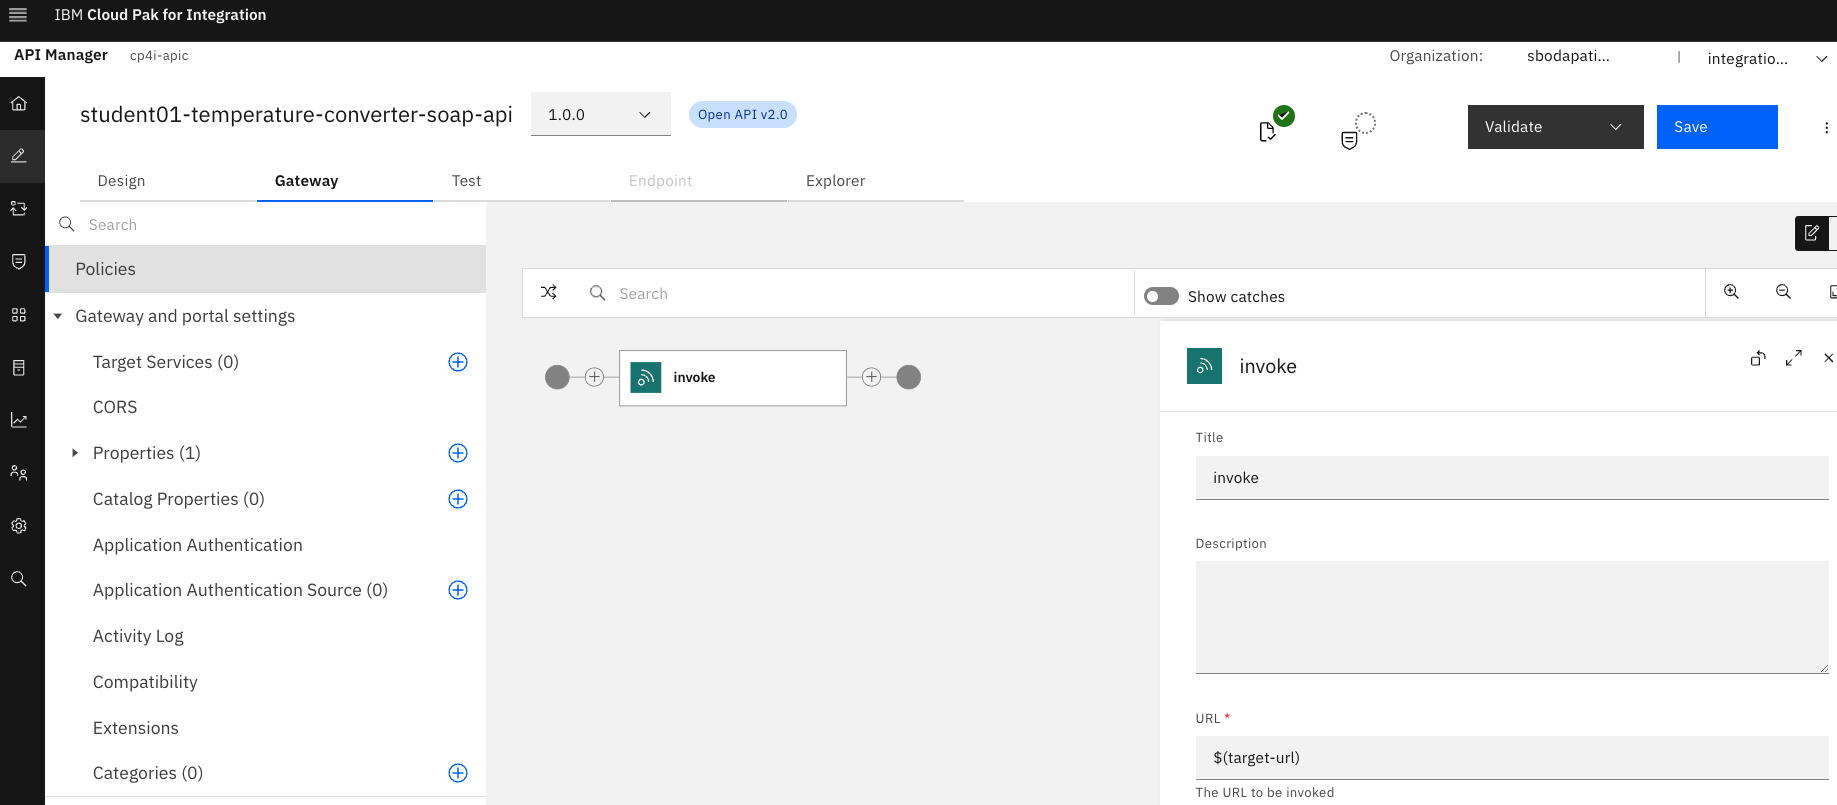 IBM Cloud Pak for Integration
API Manager cp4i-apic
Organization: sbodapati... | integratio...
student01-temperature-converter-soap-api
1.0.0
Open API v2.0
Validate
Save
Design
Gateway
Test
Endpoint
Explorer
Search
Policies
Gateway and portal settings
Target Services (0)
CORS
Properties (1)
Catalog Properties (0)
Application Authentication
Application Authentication Source (0)
Activity Log
Compatibility
Extensions
Categories (0)
Search
Show catches
invoke
invoke
Title
invoke
Description
URL *
$(target-url)
The URL to be invoked